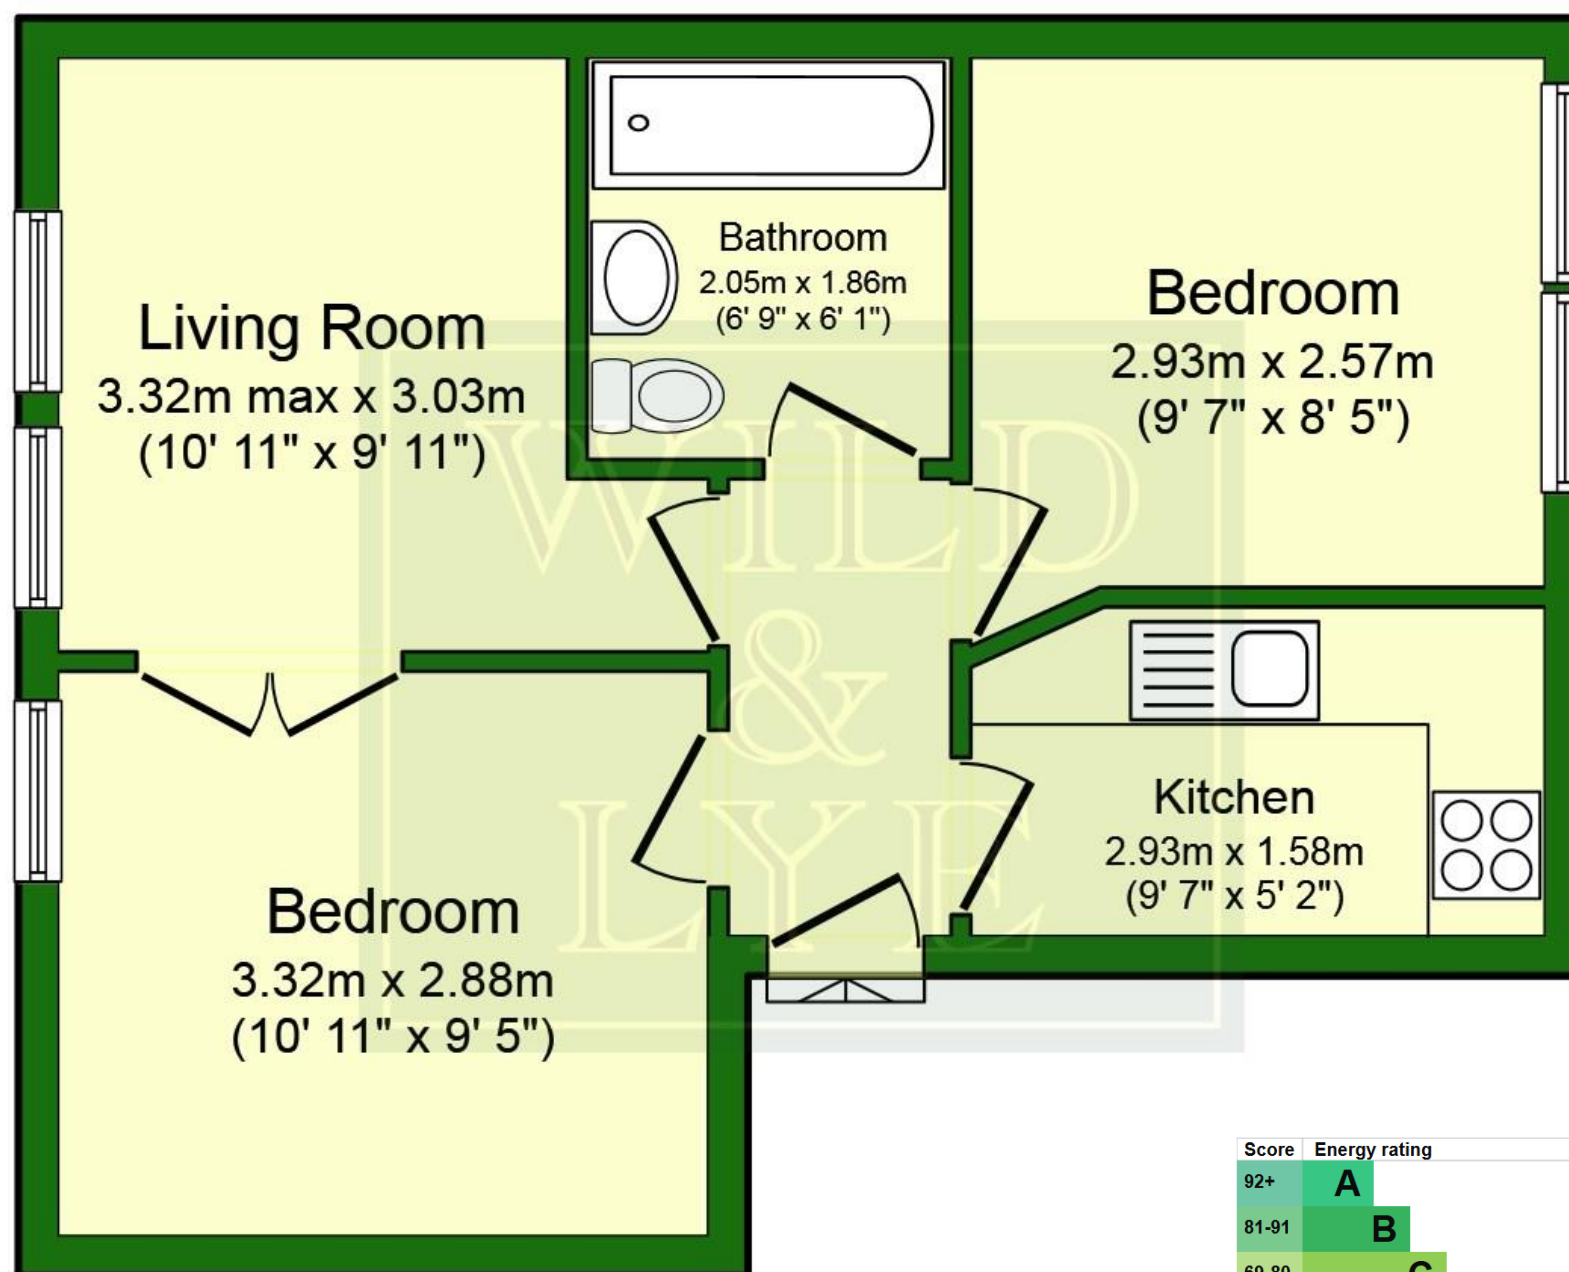 Living Room
3.32m max x 3.03m
(10' 11" x 9' 11")
Bathroom
2.05m x 1.86m
(6' 9" x 6' 1")
Bedroom
2.93m x 2.57m
(9' 7" x 8' 5")
WILD
&
LYE
Kitchen
2.93m x 1.58m
(9' 7" x 5' 2")
Bedroom
3.32m x 2.88m
(10' 11" x 9' 5")
Score Energy rating
92+ A
81-91 B
69-80 C